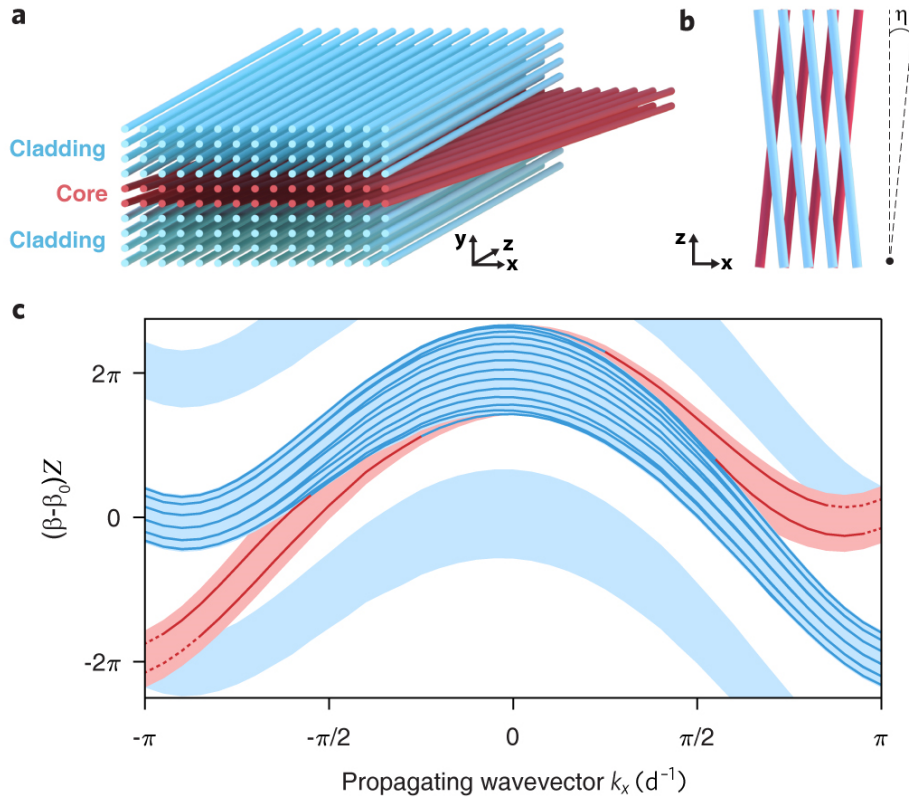 a
Cladding
Core
Cladding
y
z
x
b
η
z
x
c
(β-β₀)Z
2π
0
-2π
-π
-π/2
0
π/2
π
Propagating wavevector kₓ (d⁻¹)